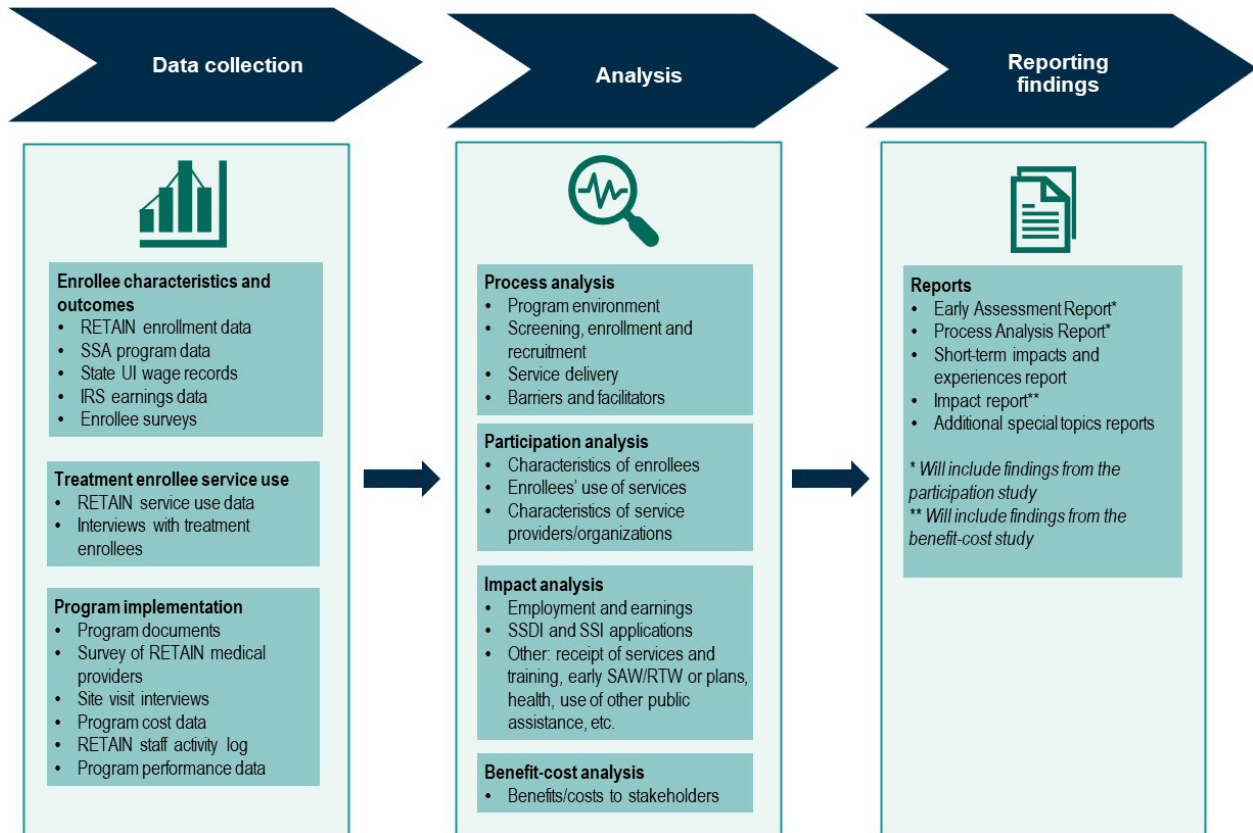 Data collection
Analysis
Reporting
findings
Enrollee characteristics and
outcomes
• RETAIN enrollment data
• SSA program data
• State UI wage records
• IRS earnings data
• Enrollee surveys
Treatment enrollee service use
• RETAIN service use data
• Interviews with treatment
enrollees
Program implementation
• Program documents
• Survey of RETAIN medical
providers
• Site visit interviews
• Program cost data
• RETAIN staff activity log
• Program performance data
Process analysis
• Program environment
• Screening, enrollment and
recruitment
• Service delivery
• Barriers and facilitators
Participation analysis
• Characteristics of enrollees
• Enrollees' use of services
• Characteristics of service
providers/organizations
Impact analysis
• Employment and earnings
• SSDI and SSI applications
• Other: receipt of services and
training, early SAW/RTW or plans,
health, use of other public
assistance, etc.
Benefit-cost analysis
• Benefits/costs to stakeholders
Reports
• Early Assessment Report*
• Process Analysis Report*
• Short-term impacts and
experiences report
• Impact report**
• Additional special topics reports
* Will include findings from the
participation study
** Will include findings from the
benefit-cost study